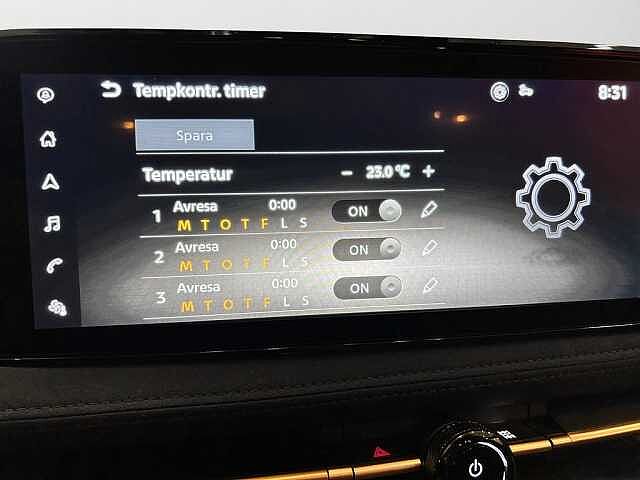 Tempkontr. timer
8:31
Spara
Temperatur - 23.0 °C +
1 Avresa 0:00 ON
M T O T F L S
2 Avresa 0:00 ON
M T O T F L S
3 Avresa 0:00 ON
M T O T F L S